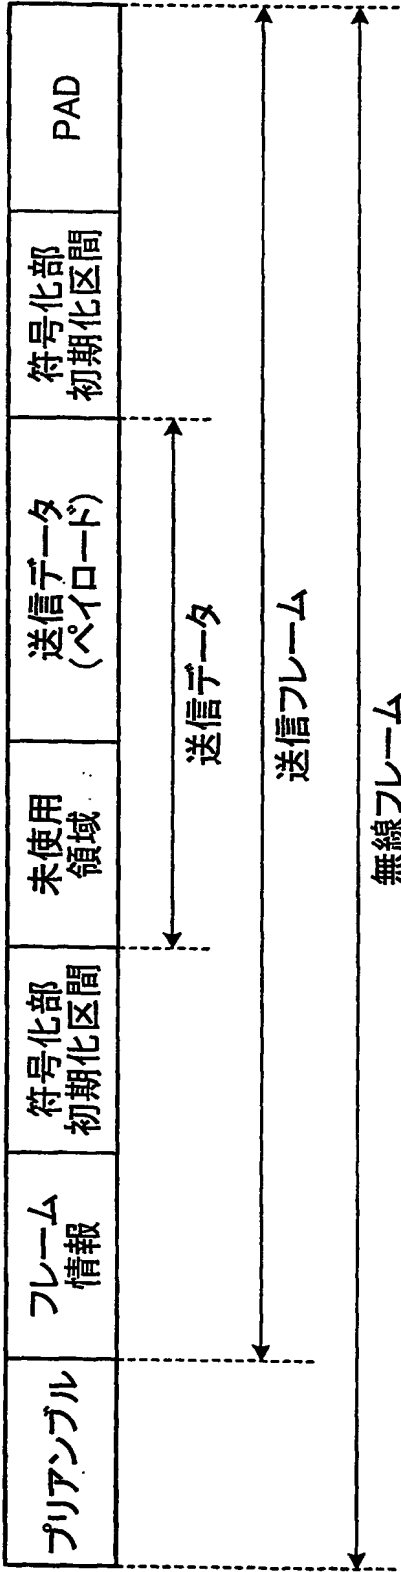 プリアンブル
フレーム
情報
符号化部
初期化区間
未使用
領域
送信データ
(ペイロード)
符号化部
初期化区間
PAD
送信データ
送信フレーム
無線フレーム